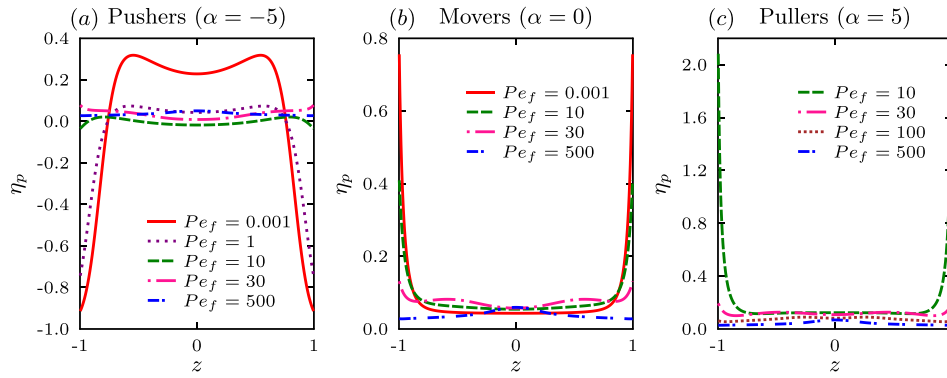 (a) Pushers (α = −5)
0.4
0.2
0.0
-0.2
-0.4
-0.6
-0.8
-1.0
η_p
Pe_f = 0.001
Pe_f = 1
Pe_f = 10
Pe_f = 30
Pe_f = 500
-1
0
1
z
(b) Movers (α = 0)
0.8
0.6
0.4
0.2
0.0
η_p
Pe_f = 0.001
Pe_f = 10
Pe_f = 30
Pe_f = 500
-1
0
1
z
(c) Pullers (α = 5)
2.0
1.6
1.2
0.8
0.4
0.0
η_p
Pe_f = 10
Pe_f = 30
Pe_f = 100
Pe_f = 500
-1
0
1
z